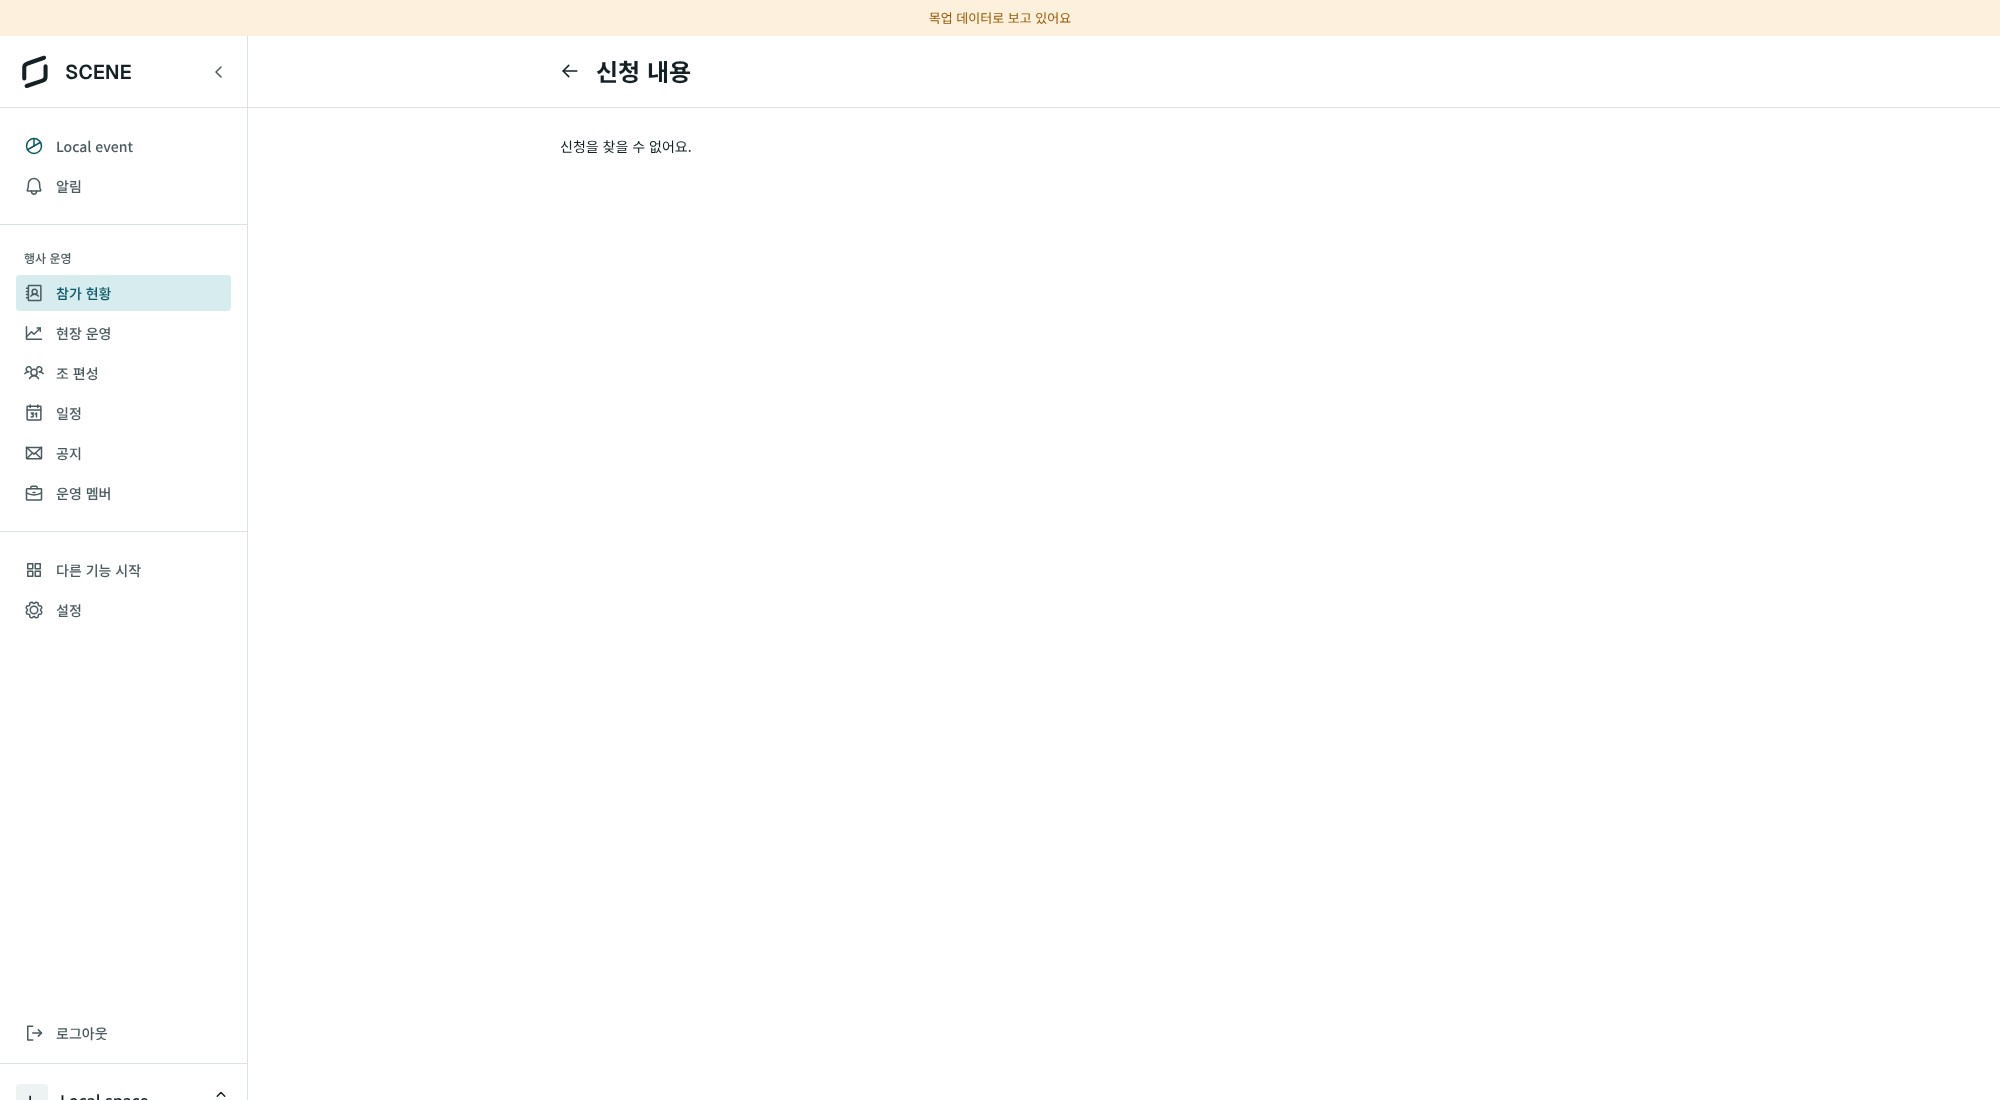 목업 데이터로 보고 있어요
SCENE
신청 내용
Local event
알림
신청을 찾을 수 없어요.
행사 운영
참가 현황
현장 운영
조 편성
일정
공지
운영 멤버
다른 기능 시작
설정
로그아웃
Local space